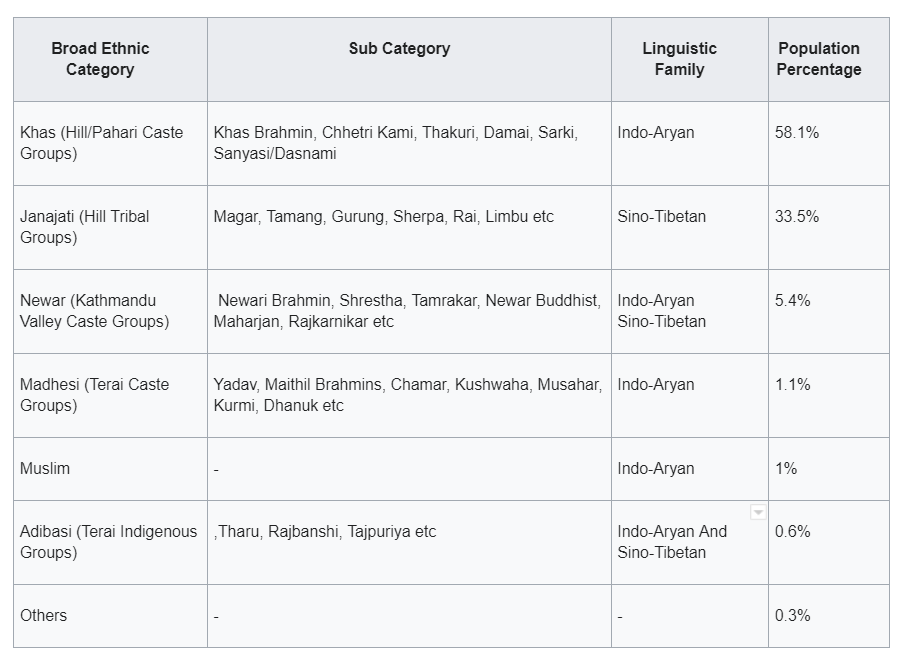 Broad Ethnic
Category
Sub Category
Linguistic
Family
Population
Percentage
Khas (Hill/Pahari Caste
Groups)
Khas Brahmin, Chhetri Kami, Thakuri, Damai, Sarki,
Sanyasi/Dasnami
Indo-Aryan
58.1%
Janajati (Hill Tribal
Groups)
Magar, Tamang, Gurung, Sherpa, Rai, Limbu etc
Sino-Tibetan
33.5%
Newar (Kathmandu
Valley Caste Groups)
Newari Brahmin, Shrestha, Tamrakar, Newar Buddhist,
Maharjan, Rajkarnikar etc
Indo-Aryan
Sino-Tibetan
5.4%
Madhesi (Terai Caste
Groups)
Yadav, Maithil Brahmins, Chamar, Kushwaha, Musahar,
Kurmi, Dhanuk etc
Indo-Aryan
1.1%
Muslim
-
Indo-Aryan
1%
Adibasi (Terai Indigenous
Groups)
,Tharu, Rajbanshi, Tajpuriya etc
Indo-Aryan And
Sino-Tibetan
0.6%
Others
-
-
0.3%